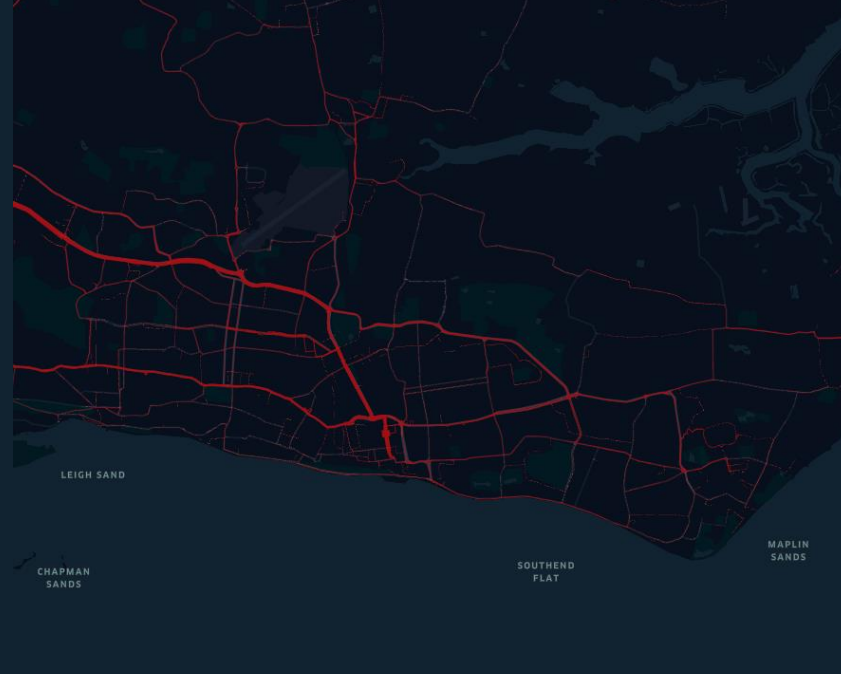 LEIGH SAND
CHAPMAN
SANDS
SOUTHEND
FLAT
MAPLIN
SANDS